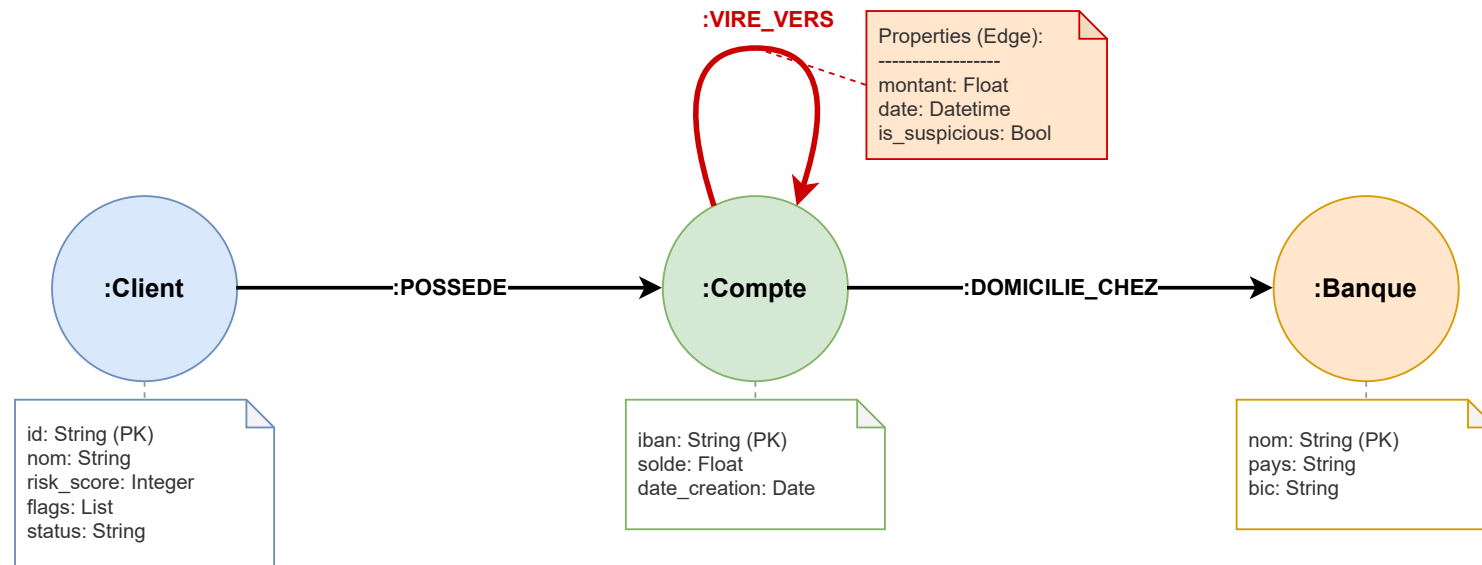 :VIRE_VERS
Properties (Edge):
------------------
montant: Float
date: Datetime
is_suspicious: Bool
:Client
:POSSEDE
:Compte
:DOMICILIE_CHEZ
:Banque
id: String (PK)
nom: String
risk_score: Integer
flags: List
status: String
iban: String (PK)
solde: Float
date_creation: Date
nom: String (PK)
pays: String
bic: String